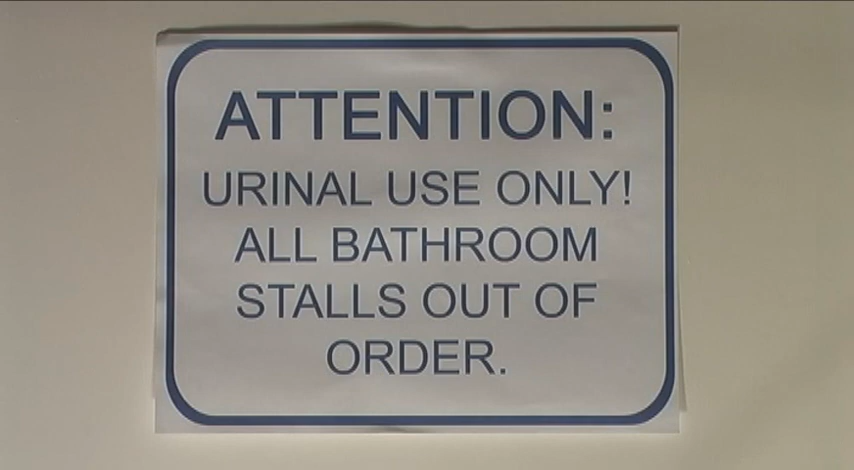 ATTENTION:
URINAL USE ONLY!
ALL BATHROOM
STALLS OUT OF
ORDER.